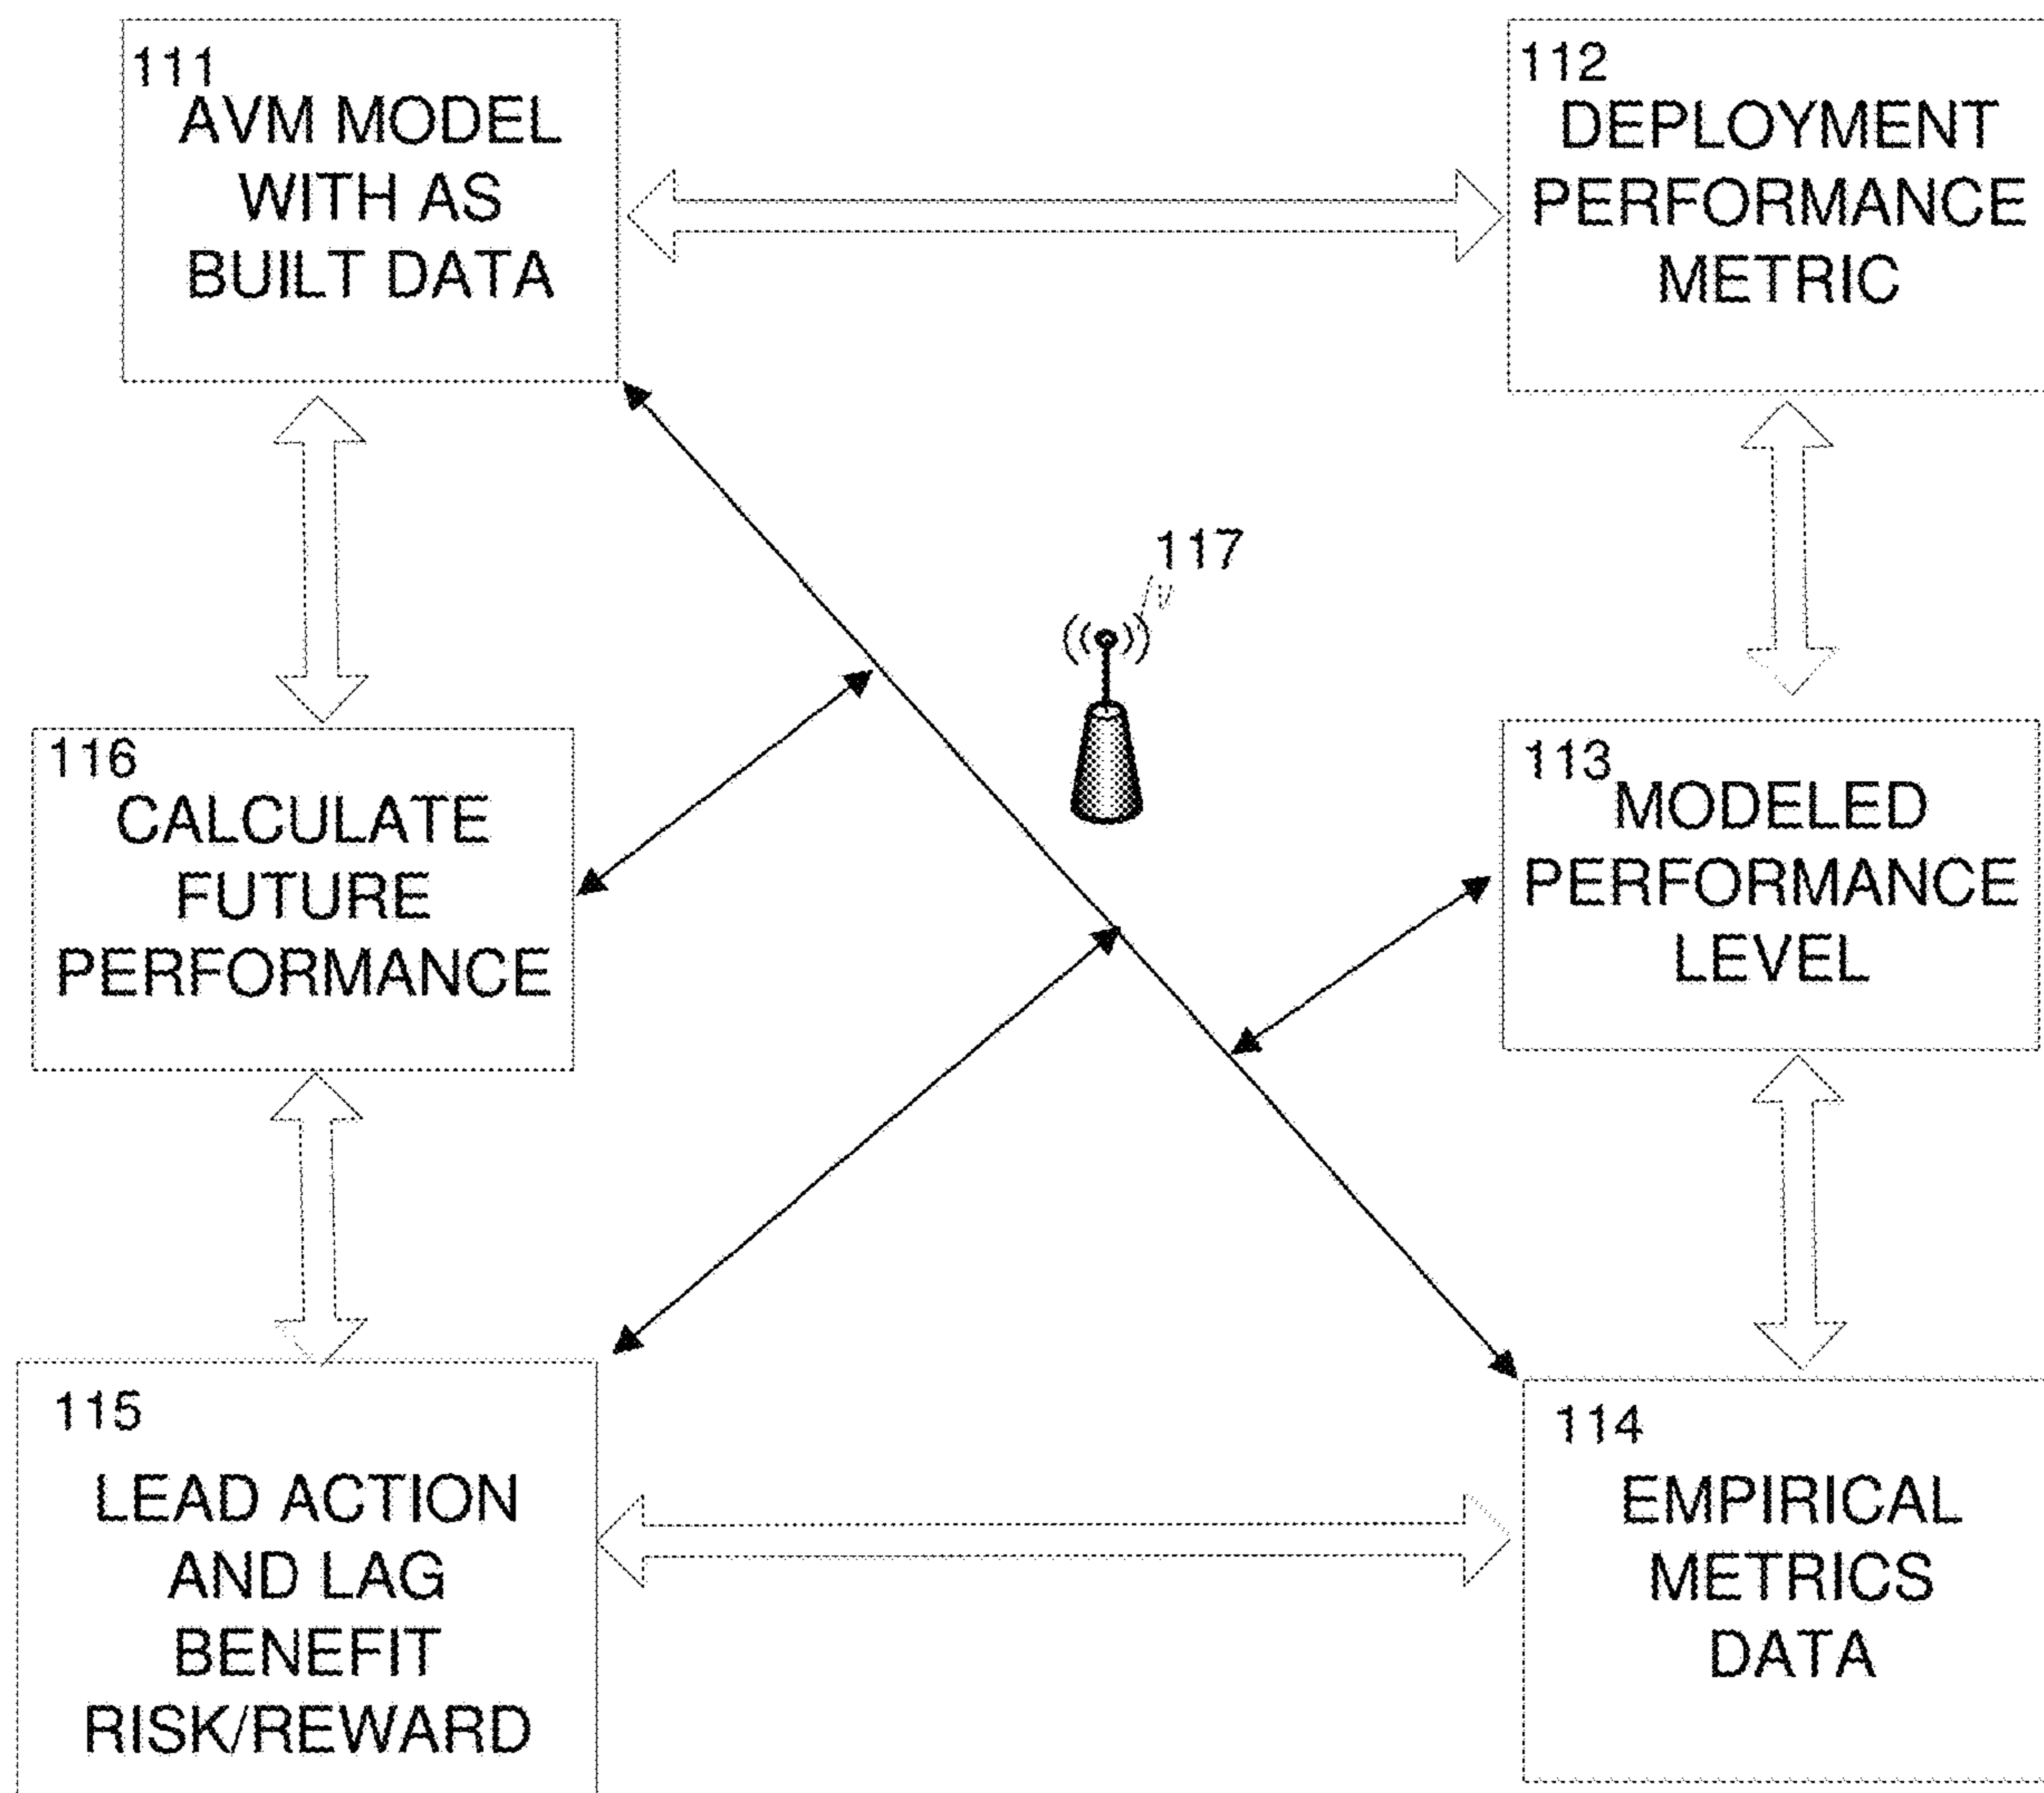 111
AVM MODEL
WITH AS
BUILT DATA
112
DEPLOYMENT
PERFORMANCE
METRIC
117
116
CALCULATE
FUTURE
PERFORMANCE
113
MODELED
PERFORMANCE
LEVEL
115
LEAD ACTION
AND LAG
BENEFIT
RISK/REWARD
114
EMPIRICAL
METRICS
DATA